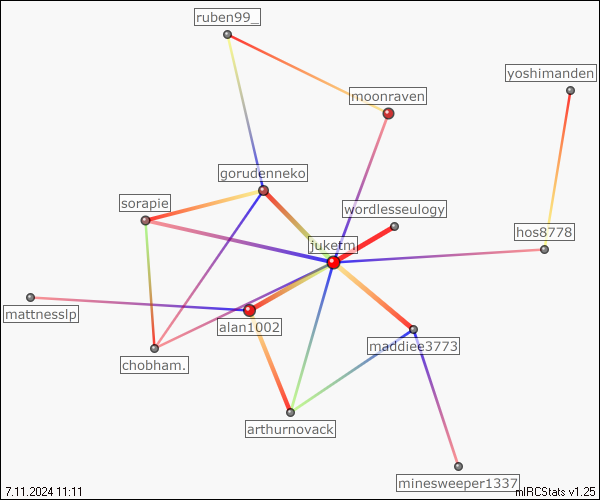 ruben99_
yoshimanden
moonraven
gorudenneko
sorapie
wordlesseulogy
hos8778
juketm
mattnesslp
alan1002
maddiee3773
chobham.
arthurnovack
minesweeper1337
7.11.2024 11:11
mIRCStats v1.25